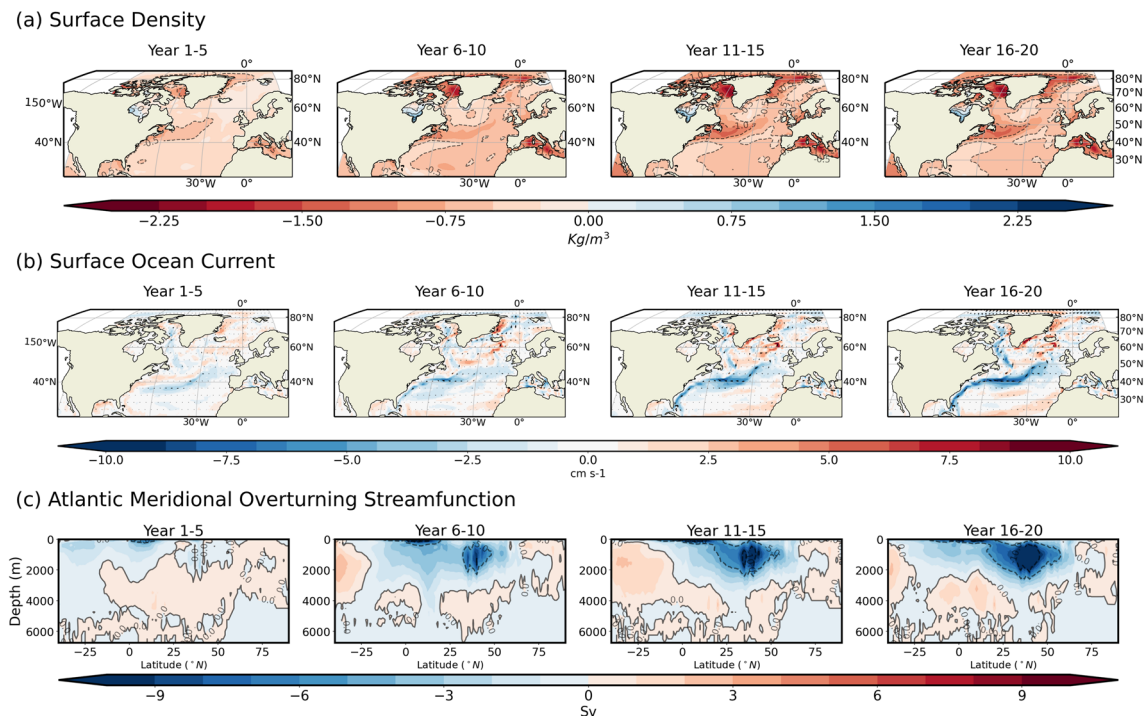 (a) Surface Density
Year 1-5 Year 6-10 Year 11-15 Year 16-20
0° 0° 0° 0°
80°N 80°N 80°N 80°N
70°N 70°N 70°N
150°W 60°N 60°N 60°N 60°N
50°N 50°N
40°N 40°N 40°N 40°N
30°N
30°W 0° 30°W 0° 30°W 0° 30°W 0°
−2.25 −1.50 −0.75 0.00 0.75 1.50 2.25
Kg/m³
(b) Surface Ocean Current
Year 1-5 Year 6-10 Year 11-15 Year 16-20
0° 0° 0° 0°
80°N 80°N 80°N 80°N
70°N
150°W 60°N 60°N 60°N 60°N
50°N
40°N 40°N 40°N 40°N
30°N
30°W 0° 30°W 0° 30°W 0° 30°W 0°
−10.0 −7.5 −5.0 −2.5 0.0 2.5 5.0 7.5 10.0
cm s-1
(c) Atlantic Meridional Overturning Streamfunction
Year 1-5 Year 6-10 Year 11-15 Year 16-20
Depth (m)
0 0 0 0
2000 2000 2000 2000
4000 4000 4000 4000
6000 6000 6000 6000
−25 0 25 50 75 −25 0 25 50 75 −25 0 25 50 75 −25 0 25 50 75
Latitude (°N) Latitude (°N) Latitude (°N) Latitude (°N)
−9 −6 −3 0 3 6 9
Sv